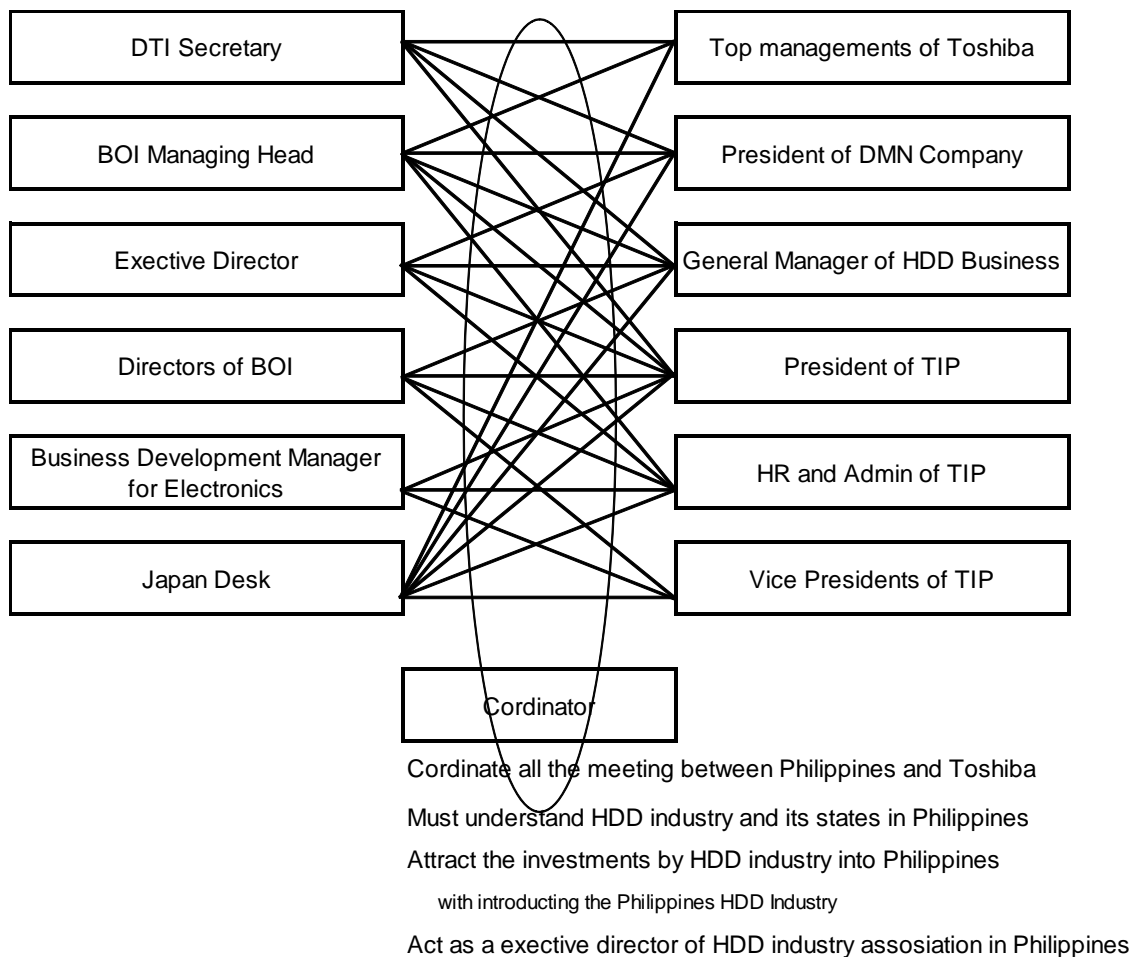 DTI Secretary
Top managements of Toshiba
BOI Managing Head
President of DMN Company
Exective Director
General Manager of HDD Business
Directors of BOI
President of TIP
Business Development Manager
for Electronics
HR and Admin of TIP
Japan Desk
Vice Presidents of TIP
Cordinator
Cordinate all the meeting between Philippines and Toshiba
Must understand HDD industry and its states in Philippines
Attract the investments by HDD industry into Philippines
with introducting the Philippines HDD Industry
Act as a exective director of HDD industry assosiation in Philippines